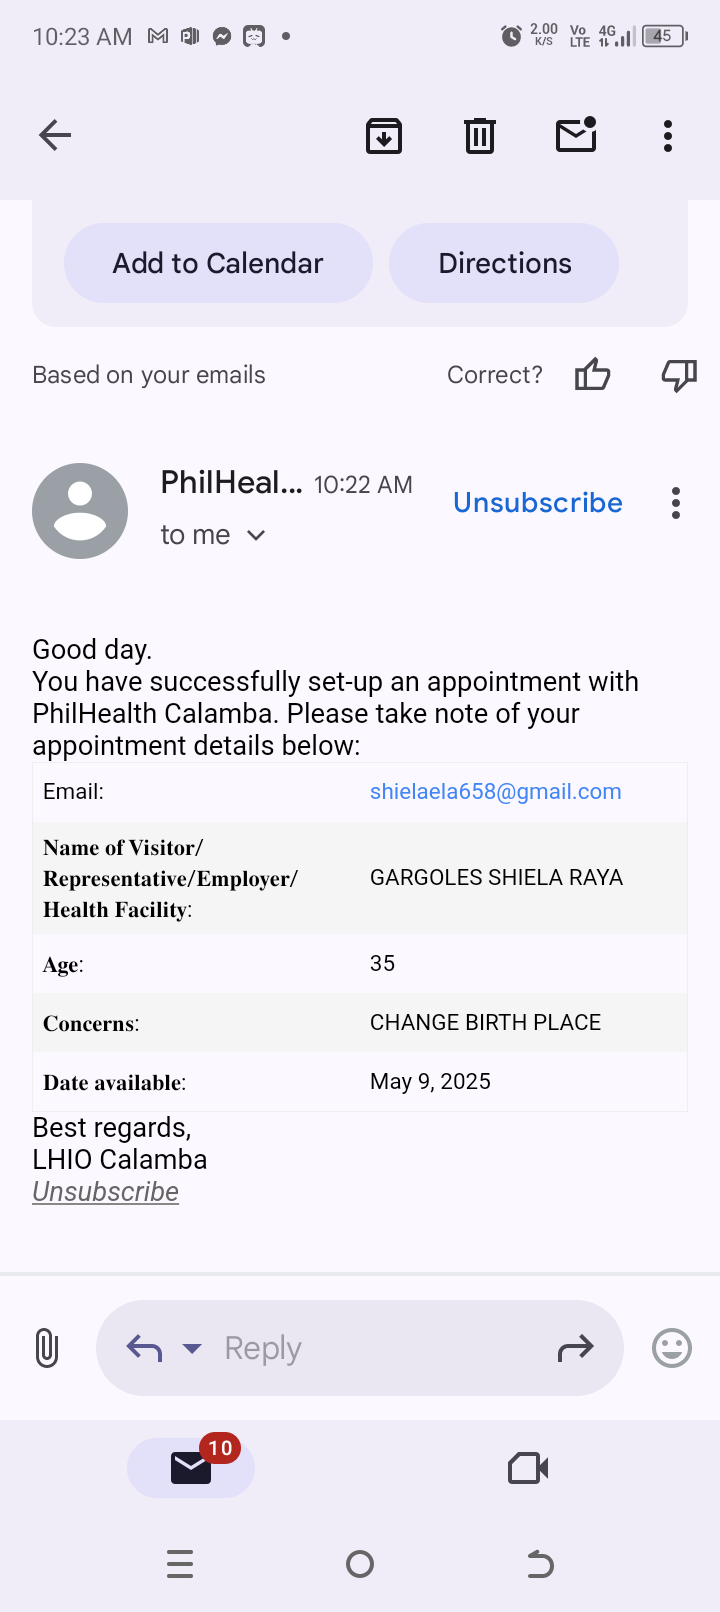 10:23 AM
2.00 K/S Vo LTE 4G 45
Add to Calendar Directions
Based on your emails Correct?
PhilHeal... 10:22 AM Unsubscribe
to me
Good day.
You have successfully set-up an appointment with
PhilHealth Calamba. Please take note of your
appointment details below:
Email: shielaela658@gmail.com
Name of Visitor/
Representative/Employer/
Health Facility: GARGOLES SHIELA RAYA
Age: 35
Concerns: CHANGE BIRTH PLACE
Date available: May 9, 2025
Best regards,
LHIO Calamba
Unsubscribe
Reply
10